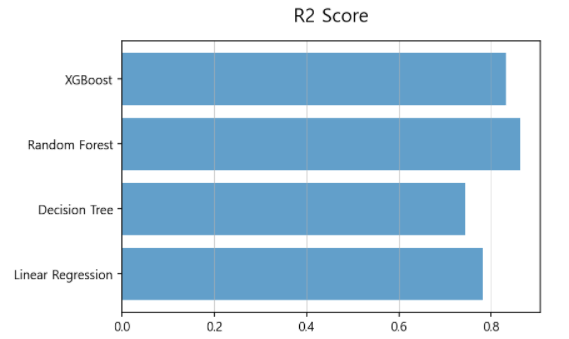 R2 Score
XGBoost
Random Forest
Decision Tree
Linear Regression
0.0 0.2 0.4 0.6 0.8